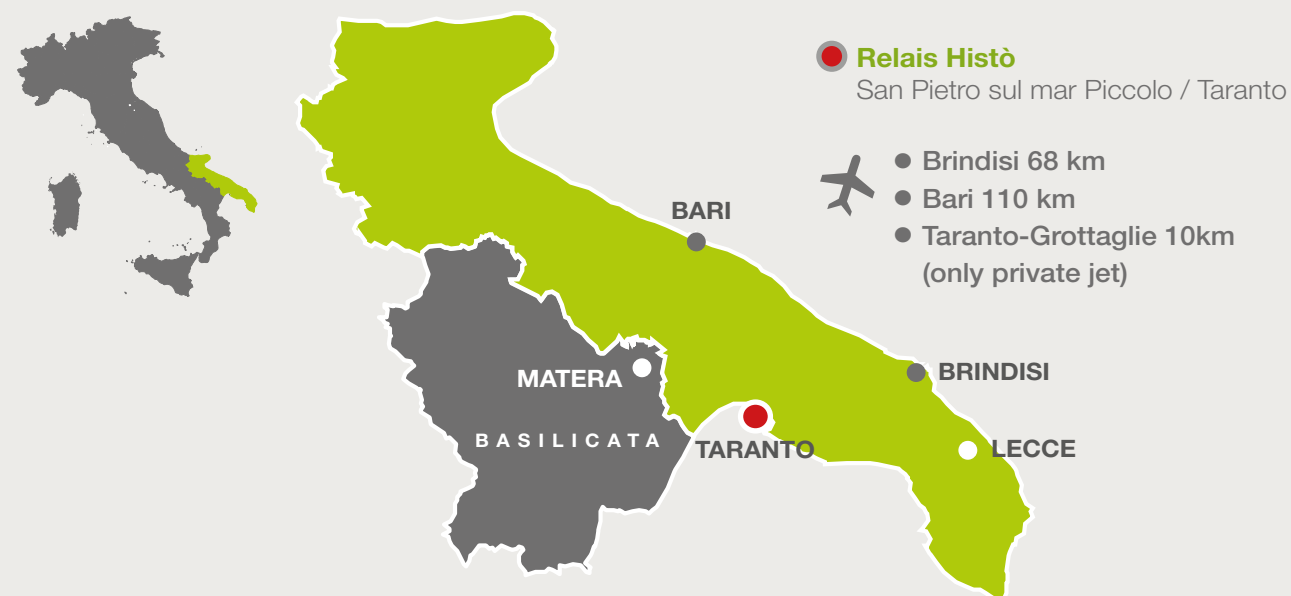 Relais Histò
San Pietro sul mar Piccolo / Taranto
Brindisi 68 km
Bari 110 km
Taranto-Grottaglie 10km
(only private jet)
BARI
BRINDISI
MATERA
BASILICATA
TARANTO
LECCE